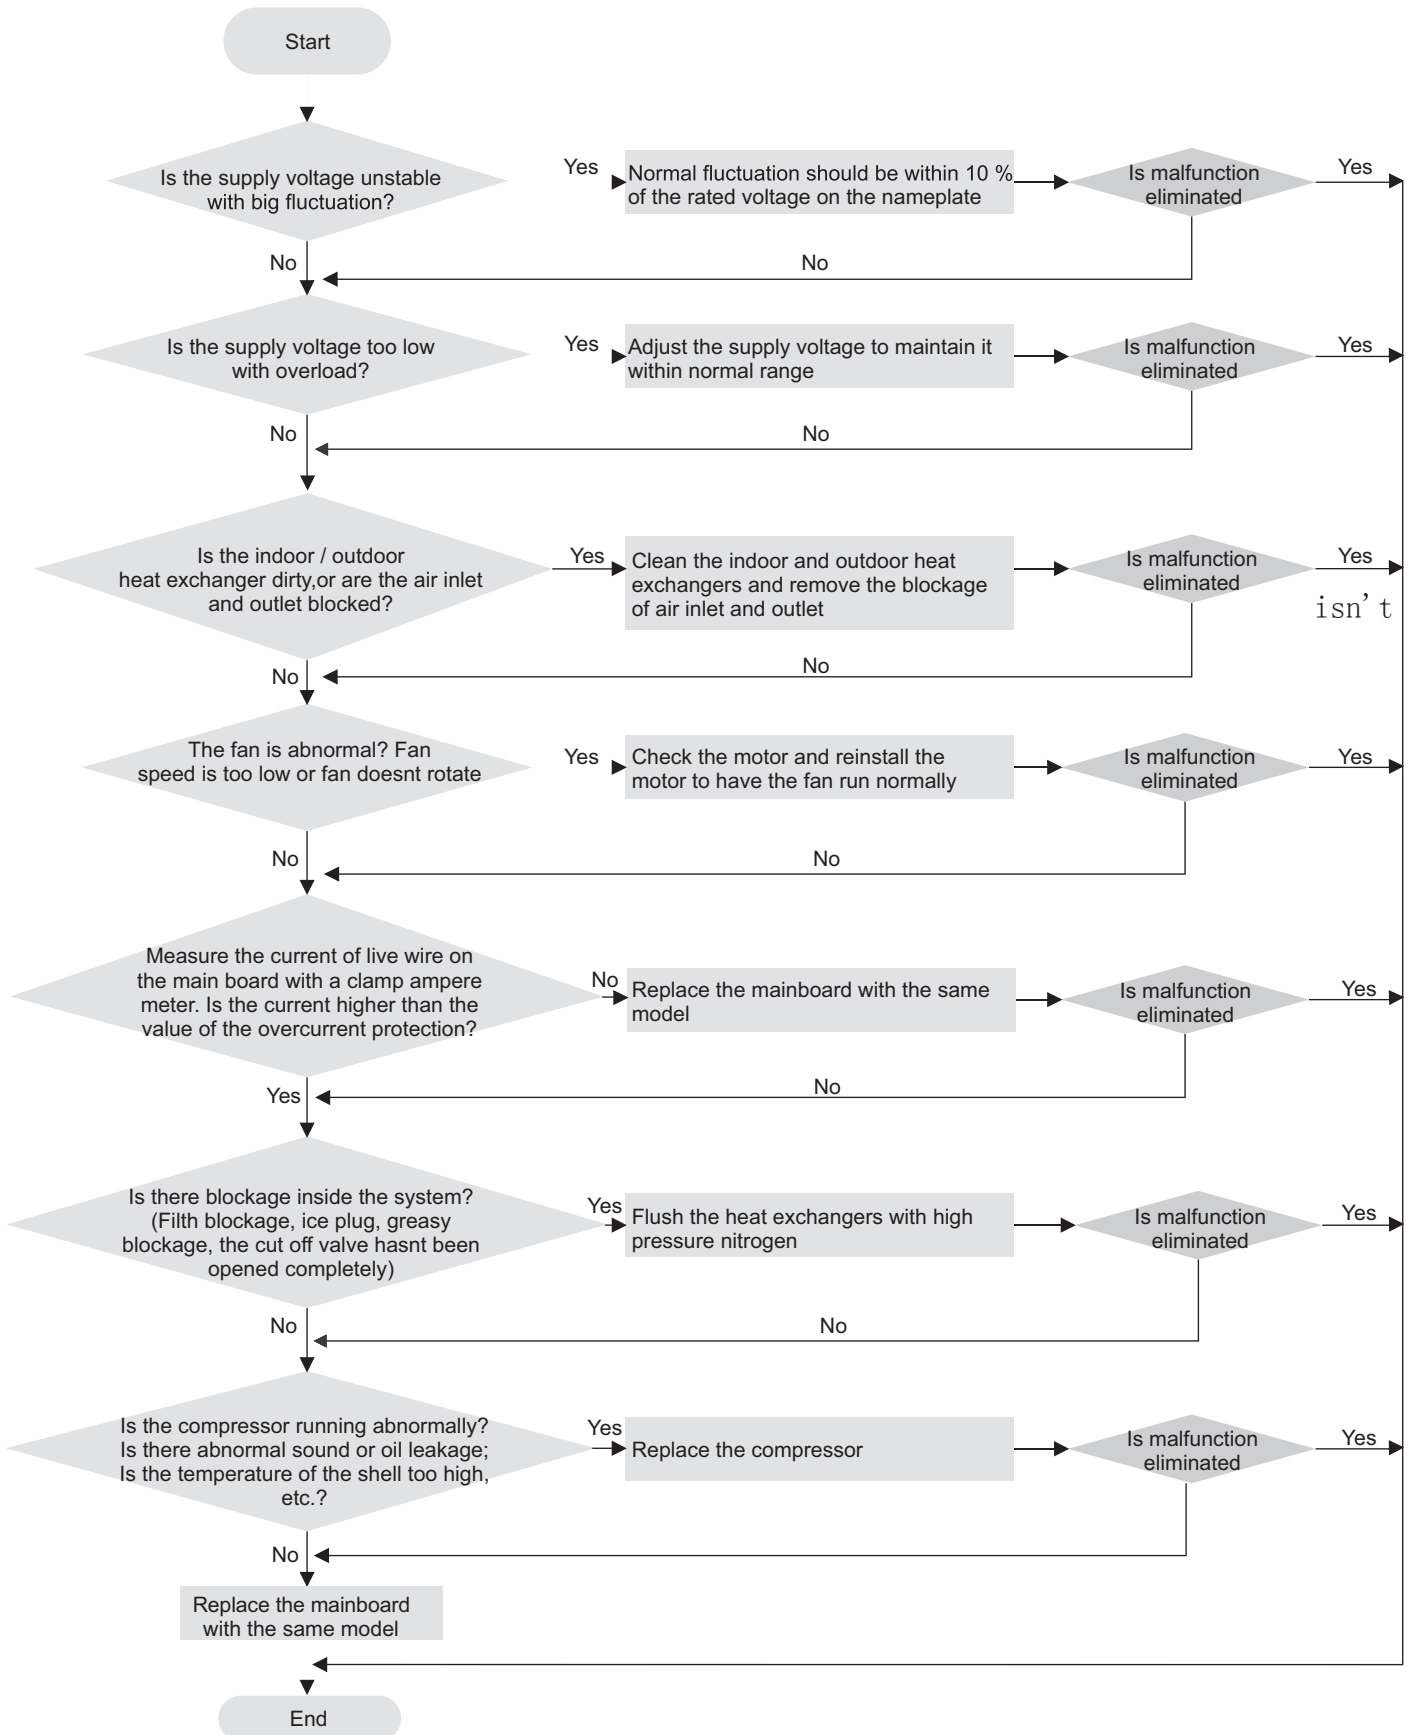 Start
Is the supply voltage unstable
with big fluctuation?
Yes
Normal fluctuation should be within 10 %
of the rated voltage on the nameplate
Is malfunction
eliminated
Yes
No
No
Is the supply voltage too low
with overload?
Yes
Adjust the supply voltage to maintain it
within normal range
Is malfunction
eliminated
Yes
No
No
Is the indoor / outdoor
heat exchanger dirty,or are the air inlet
and outlet blocked?
Yes
Clean the indoor and outdoor heat
exchangers and remove the blockage
of air inlet and outlet
Is malfunction
eliminated
Yes
isn't
No
No
The fan is abnormal? Fan
speed is too low or fan doesnt rotate
Yes
Check the motor and reinstall the
motor to have the fan run normally
Is malfunction
eliminated
Yes
No
No
Measure the current of live wire on
the main board with a clamp ampere
meter. Is the current higher than the
value of the overcurrent protection?
No
Replace the mainboard with the same
model
Is malfunction
eliminated
Yes
Yes
No
Is there blockage inside the system?
(Filth blockage, ice plug, greasy
blockage, the cut off valve hasnt been
opened completely)
Yes
Flush the heat exchangers with high
pressure nitrogen
Is malfunction
eliminated
Yes
No
No
Is the compressor running abnormally?
Is there abnormal sound or oil leakage;
Is the temperature of the shell too high,
etc.?
Yes
Replace the compressor
Is malfunction
eliminated
Yes
No
Replace the mainboard
with the same model
End